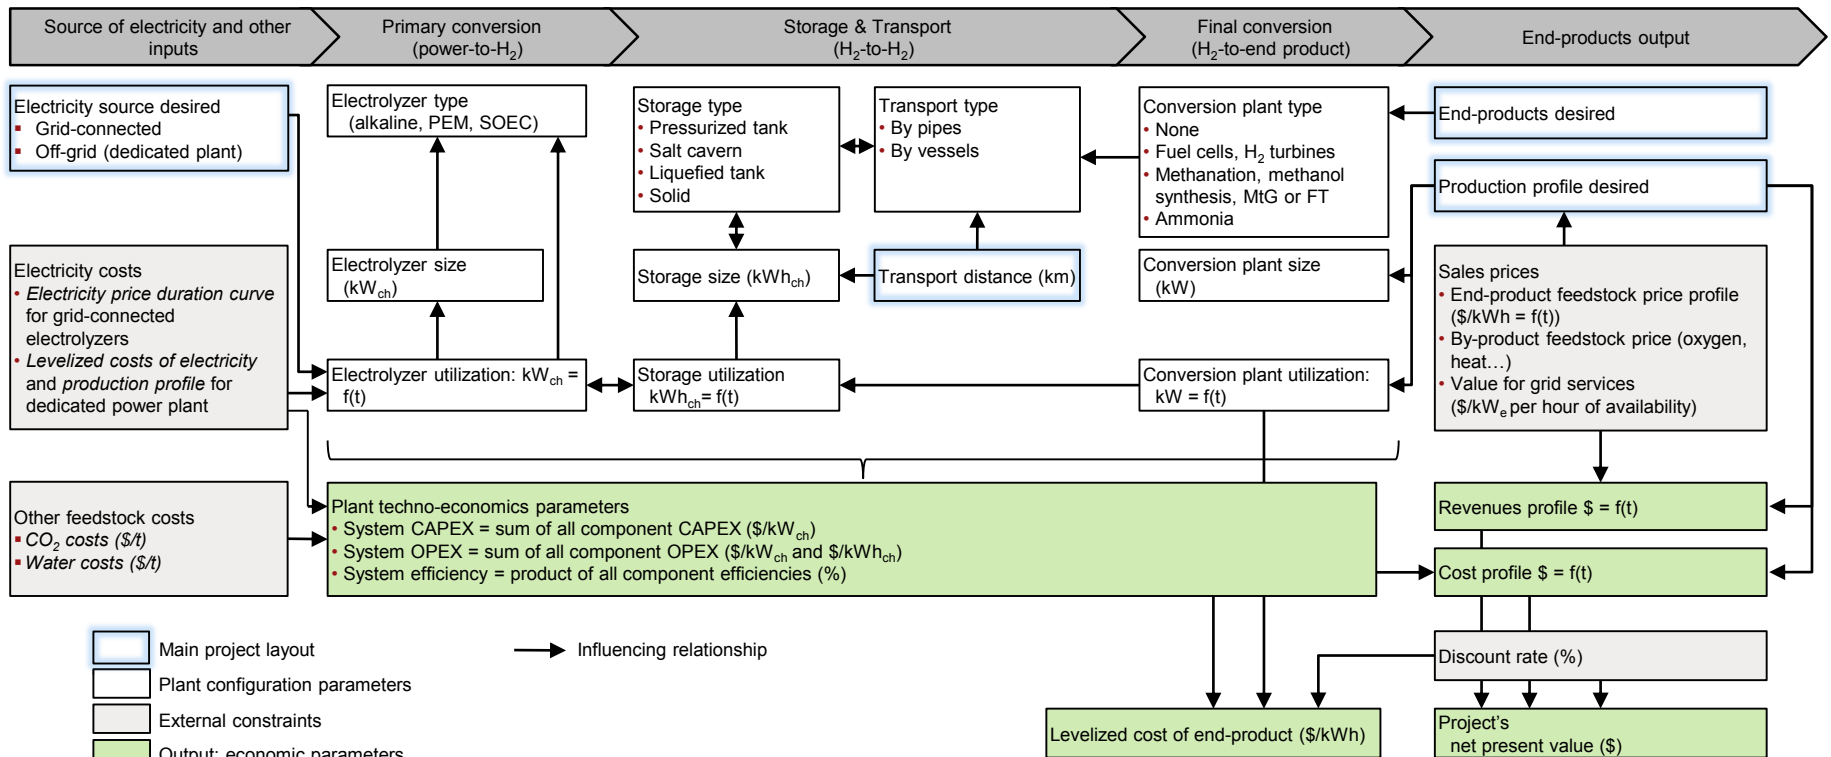 Source of electricity and other
inputs
Primary conversion
(power-to-H2)
Storage & Transport
(H2-to-H2)
Final conversion
(H2-to-end product)
End-products output
Electricity source desired
▪ Grid-connected
▪ Off-grid (dedicated plant)
Electricity costs
• Electricity price duration curve
for grid-connected
electrolyzers
• Levelized costs of electricity
and production profile for
dedicated power plant
Other feedstock costs
▪ CO2 costs ($/t)
▪ Water costs ($/t)
Electrolyzer type
(alkaline, PEM, SOEC)
Electrolyzer size
(kWch)
Electrolyzer utilization: kWch =
f(t)
Storage type
• Pressurized tank
• Salt cavern
• Liquefied tank
• Solid
Transport type
• By pipes
• By vessels
Storage size (kWhch)
Transport distance (km)
Storage utilization
kWhch= f(t)
Conversion plant type
• None
• Fuel cells, H2 turbines
• Methanation, methanol
synthesis, MtG or FT
• Ammonia
Conversion plant size
(kW)
Conversion plant utilization:
kW = f(t)
End-products desired
Production profile desired
Sales prices
• End-product feedstock price profile
($/kWh = f(t))
• By-product feedstock price (oxygen,
heat…)
• Value for grid services
($/kWe per hour of availability)
Plant techno-economics parameters
• System CAPEX = sum of all component CAPEX ($/kWch)
• System OPEX = sum of all component OPEX ($/kWch and $/kWhch)
• System efficiency = product of all component efficiencies (%)
Revenues profile $ = f(t)
Cost profile $ = f(t)
Discount rate (%)
Levelized cost of end-product ($/kWh)
Project's
net present value ($)
Main project layout
Influencing relationship
Plant configuration parameters
External constraints
Output: economic parameters